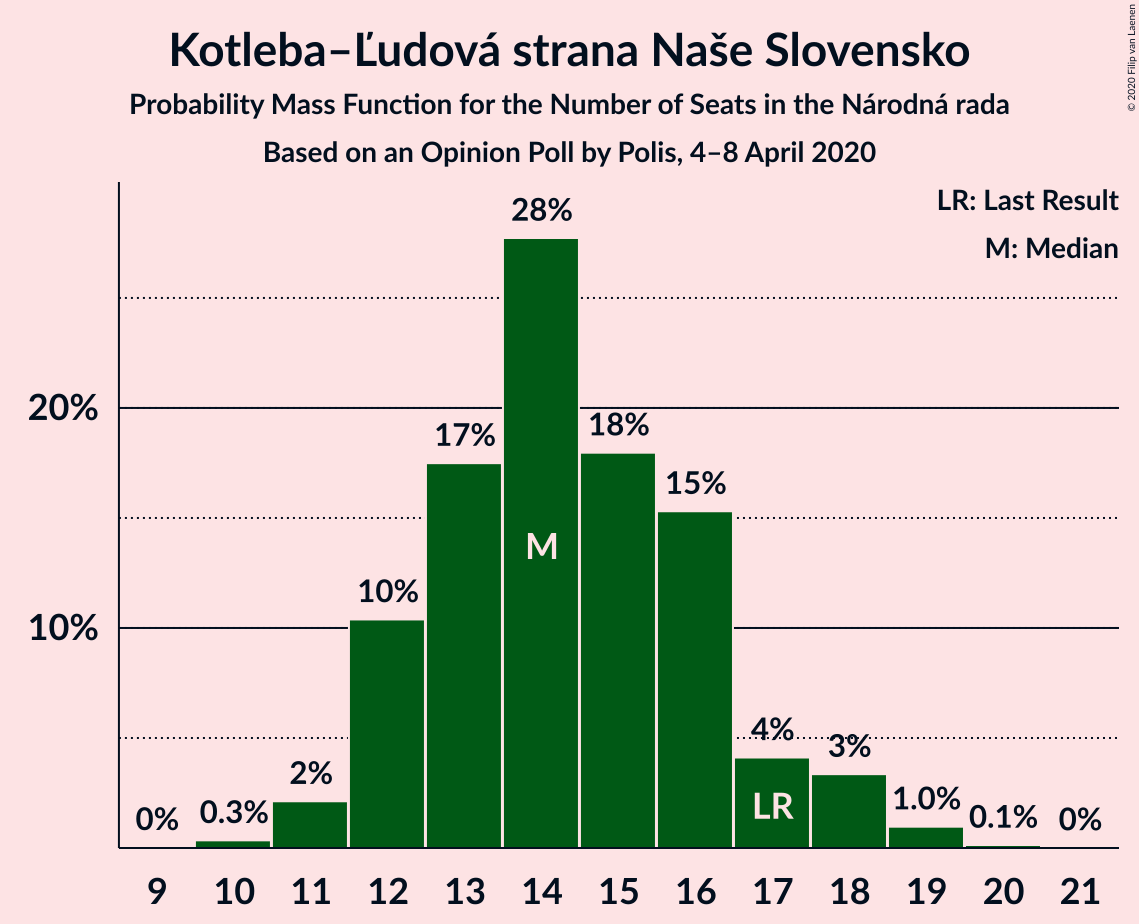 Kotleba–Ľudová strana Naše Slovensko
Probability Mass Function for the Number of Seats in the Národná rada
Based on an Opinion Poll by Polis, 4–8 April 2020
© 2020 Filip van Laenen
LR: Last Result
M: Median
20%
10%
0%
0.3%
2%
10%
17%
28%
18%
15%
4%
3%
1.0%
0.1%
0%
M
LR
9 10 11 12 13 14 15 16 17 18 19 20 21